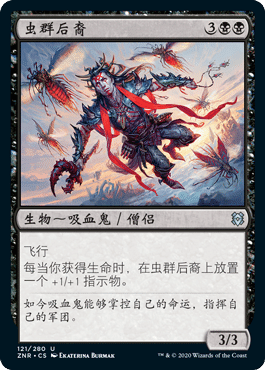 虫群后裔 3
生物～吸血鬼／僧侣
飞行
每当你获得生命时，在虫群后裔上放置
一个 +1/+1 指示物。
如今吸血鬼能够掌控自己的命运，指挥自
己的军团。
3/3
121/280 U
ZNR • CS EKATERINA BURMAK
™ & © 2020 Wizards of the Coast